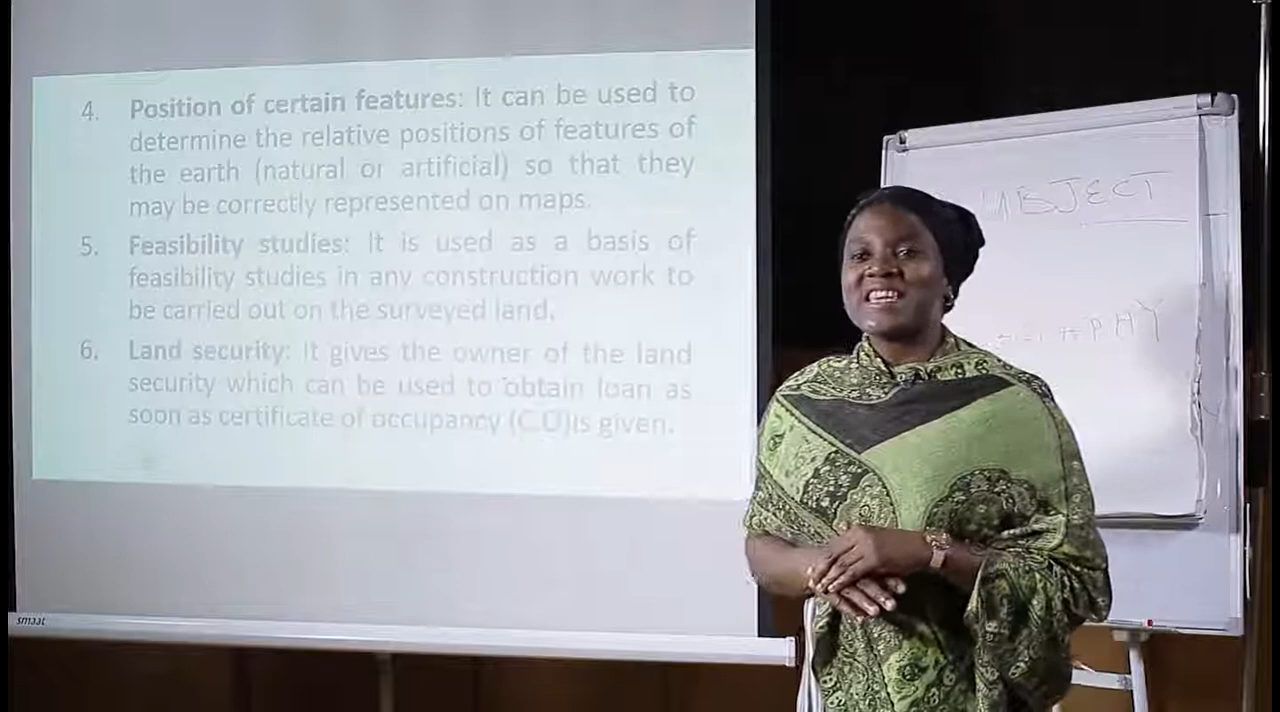 4. Position of certain features: It can be used to
determine the relative positions of features of
the earth (natural or artificial) so that they
may be correctly represented on maps.
5. Feasibility studies: It is used as a basis of
feasibility studies in any construction work to
be carried out on the surveyed land.
6. Land security: It gives the owner of the land
security which can be used to obtain loan as
soon as certificate of occupancy (C.O)is given.
smaat
UBJECT
PHY